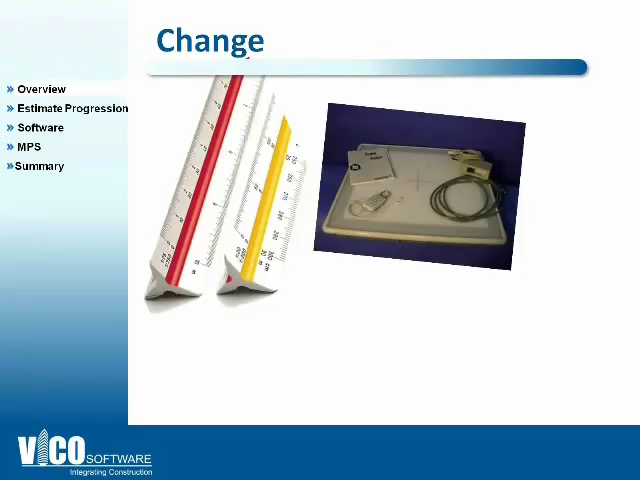 Change
Overview
Estimate Progression
Software
MPS
Summary
VICO SOFTWARE
Integrating Construction